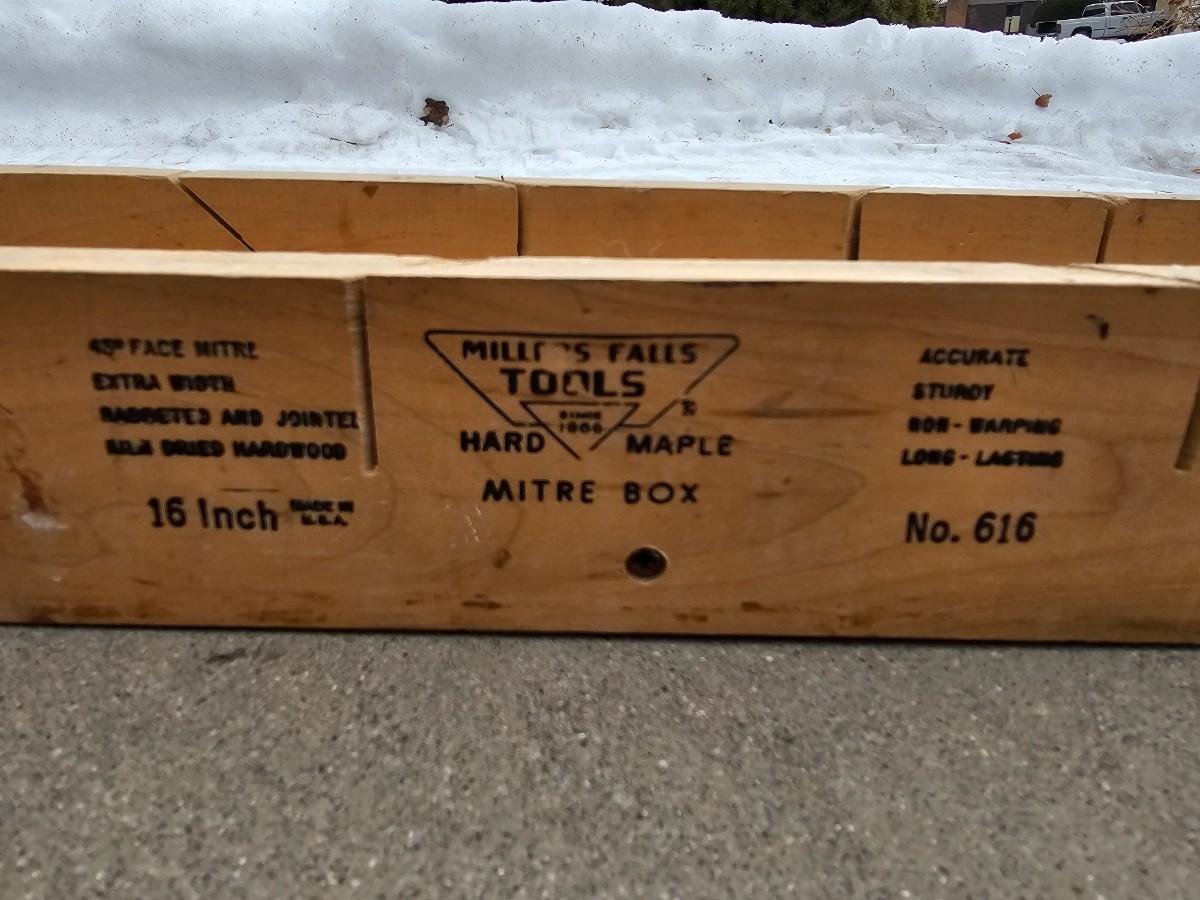 45° FACE MITRE
EXTRA WIDTH
RABBETED AND JOINTED
KILN DRIED HARDWOOD
16 Inch MADE IN
U.S.A.
MILLERS FALLS
TOOLS
SINCE
1868
®
HARD MAPLE
MITRE BOX
ACCURATE
STURDY
NON-WARPING
LONG-LASTING
No. 616